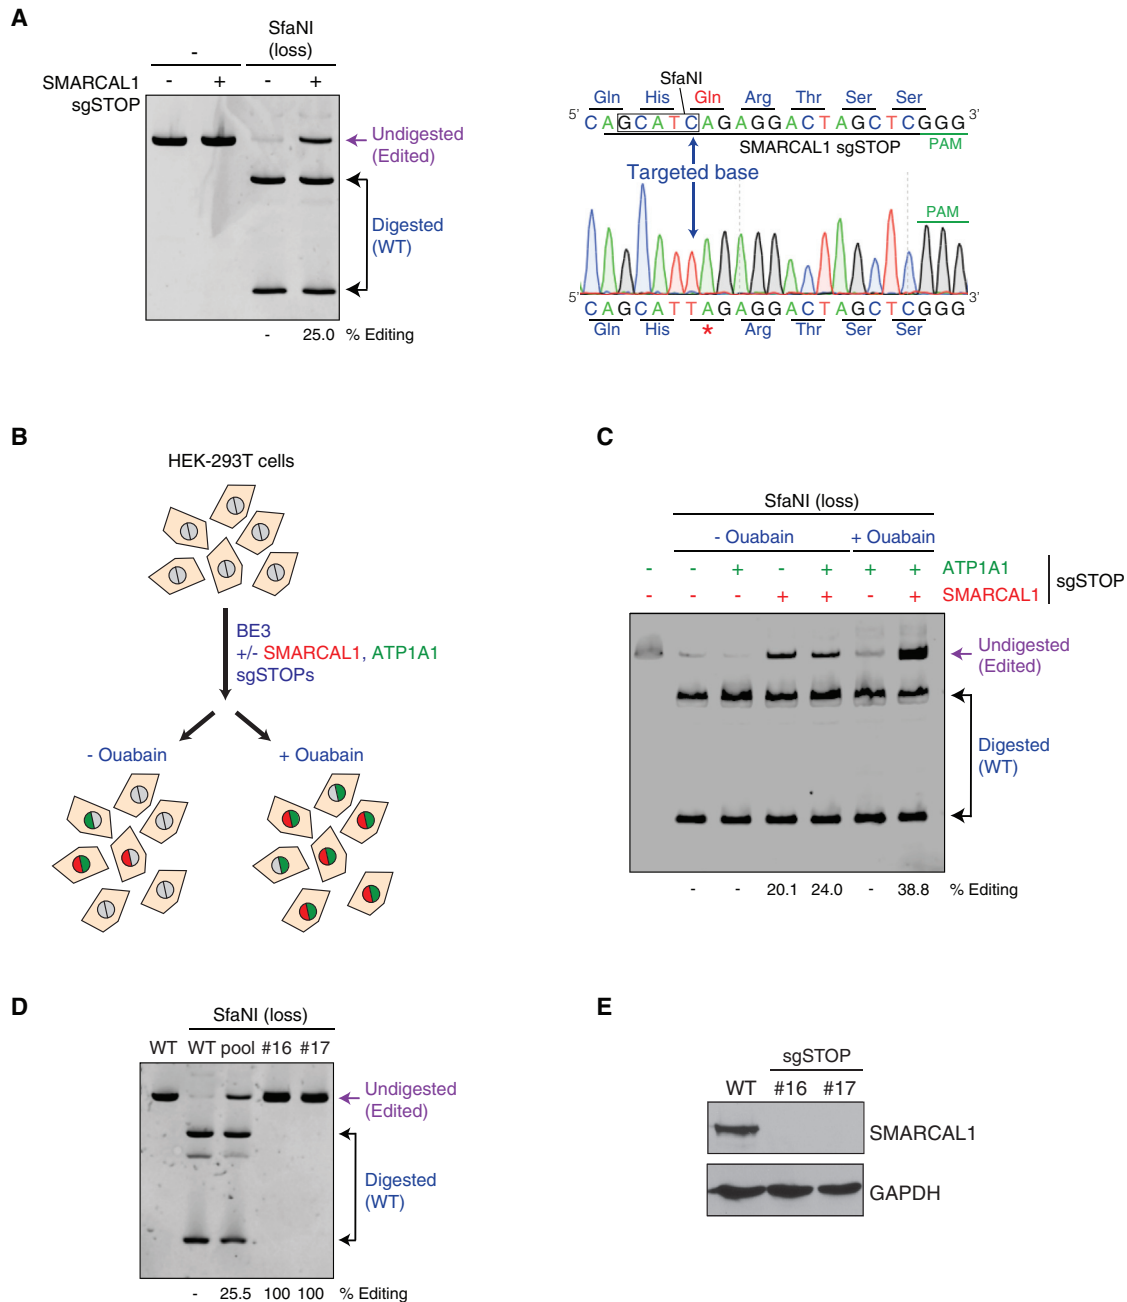 A
SfaNI
(loss)
-
SMARCAL1 - + - +
sgSTOP
Undigested
(Edited)
Digested
(WT)
- 25.0 % Editing
SfaNI
Gln His Gln Arg Thr Ser Ser
5' CAGCATCAGAGGACTAGCTCGGG 3'
SMARCAL1 sgSTOP PAM
Targeted base
PAM
5' CAGCATTAGAGGACTAGCTCGGG 3'
Gln His * Arg Thr Ser Ser
B
HEK-293T cells
BE3
+/- SMARCAL1, ATP1A1
sgSTOPs
- Ouabain + Ouabain
C
SfaNI (loss)
- Ouabain + Ouabain
- - + - + + + ATP1A1
- - - + + - + SMARCAL1
sgSTOP
Undigested
(Edited)
Digested
(WT)
- - 20.1 24.0 - 38.8 % Editing
D
SfaNI (loss)
WT WT pool #16 #17
Undigested
(Edited)
Digested
(WT)
- 25.5 100 100 % Editing
E
sgSTOP
WT #16 #17
SMARCAL1
GAPDH